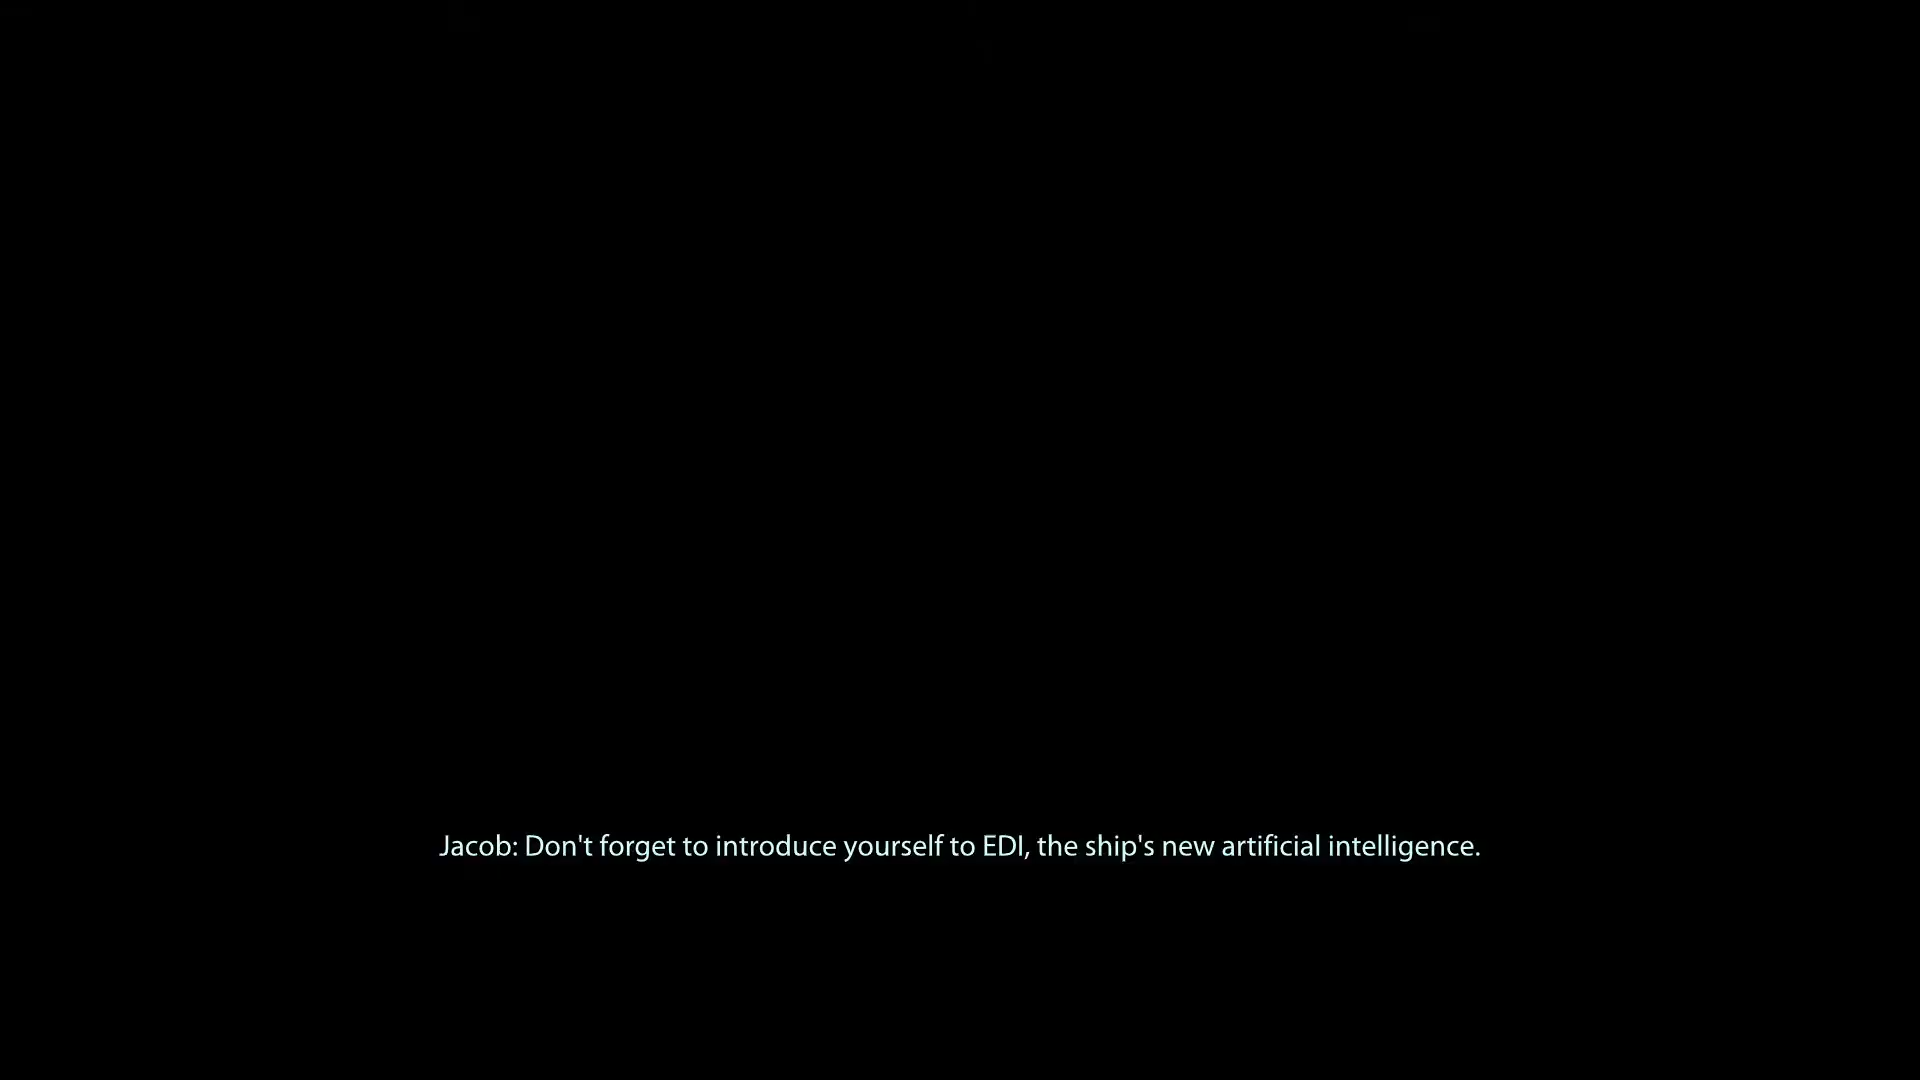 Jacob: Don't forget to introduce yourself to EDI, the ship's new artificial intelligence.